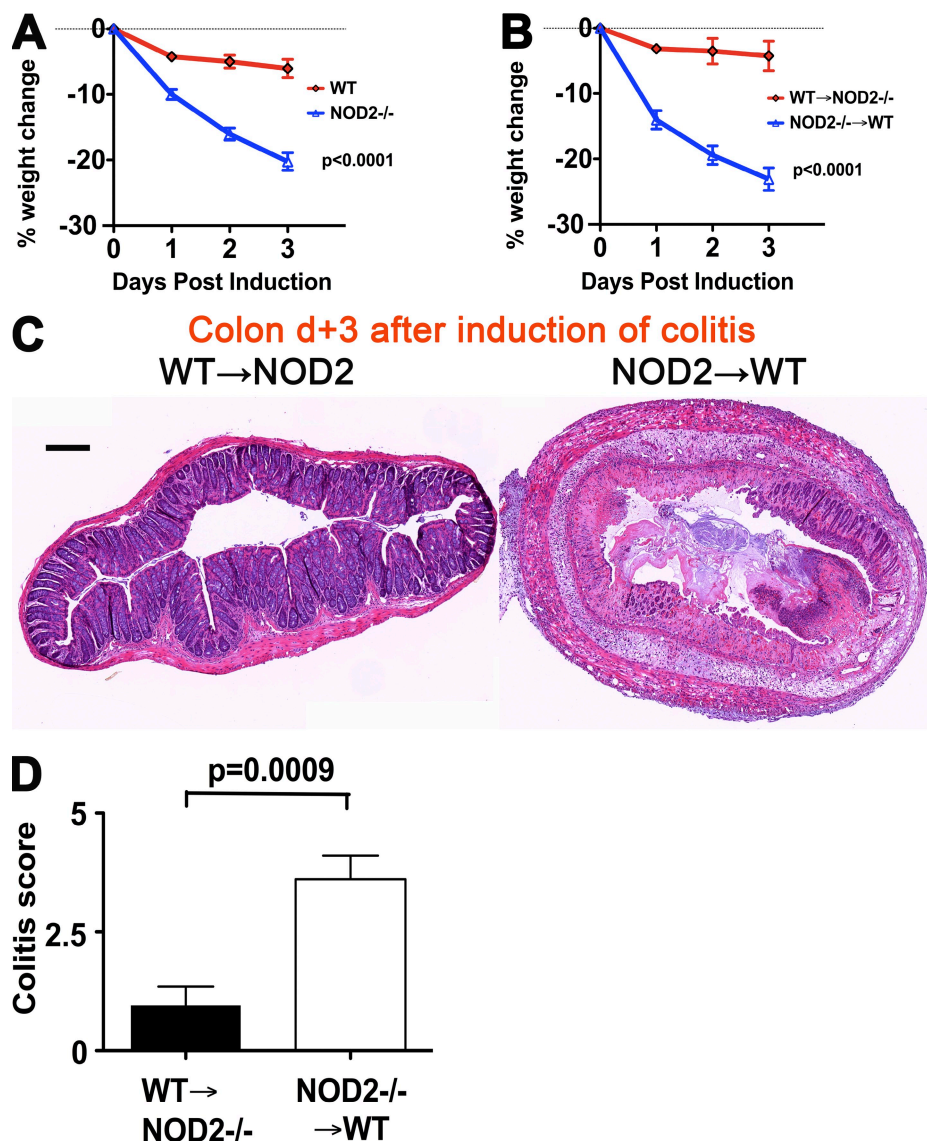 A
% weight change
0
-10
-20
-30
0 1 2 3
Days Post Induction
WT
NOD2-/-
p<0.0001
B
% weight change
0
-10
-20
-30
0 1 2 3
Days Post Induction
WT→NOD2-/-
NOD2-/-→WT
p<0.0001
C
Colon d+3 after induction of colitis
WT→NOD2
NOD2→WT
D
p=0.0009
Colitis score
5
2.5
0
WT→
NOD2-/-
NOD2-/-
→WT